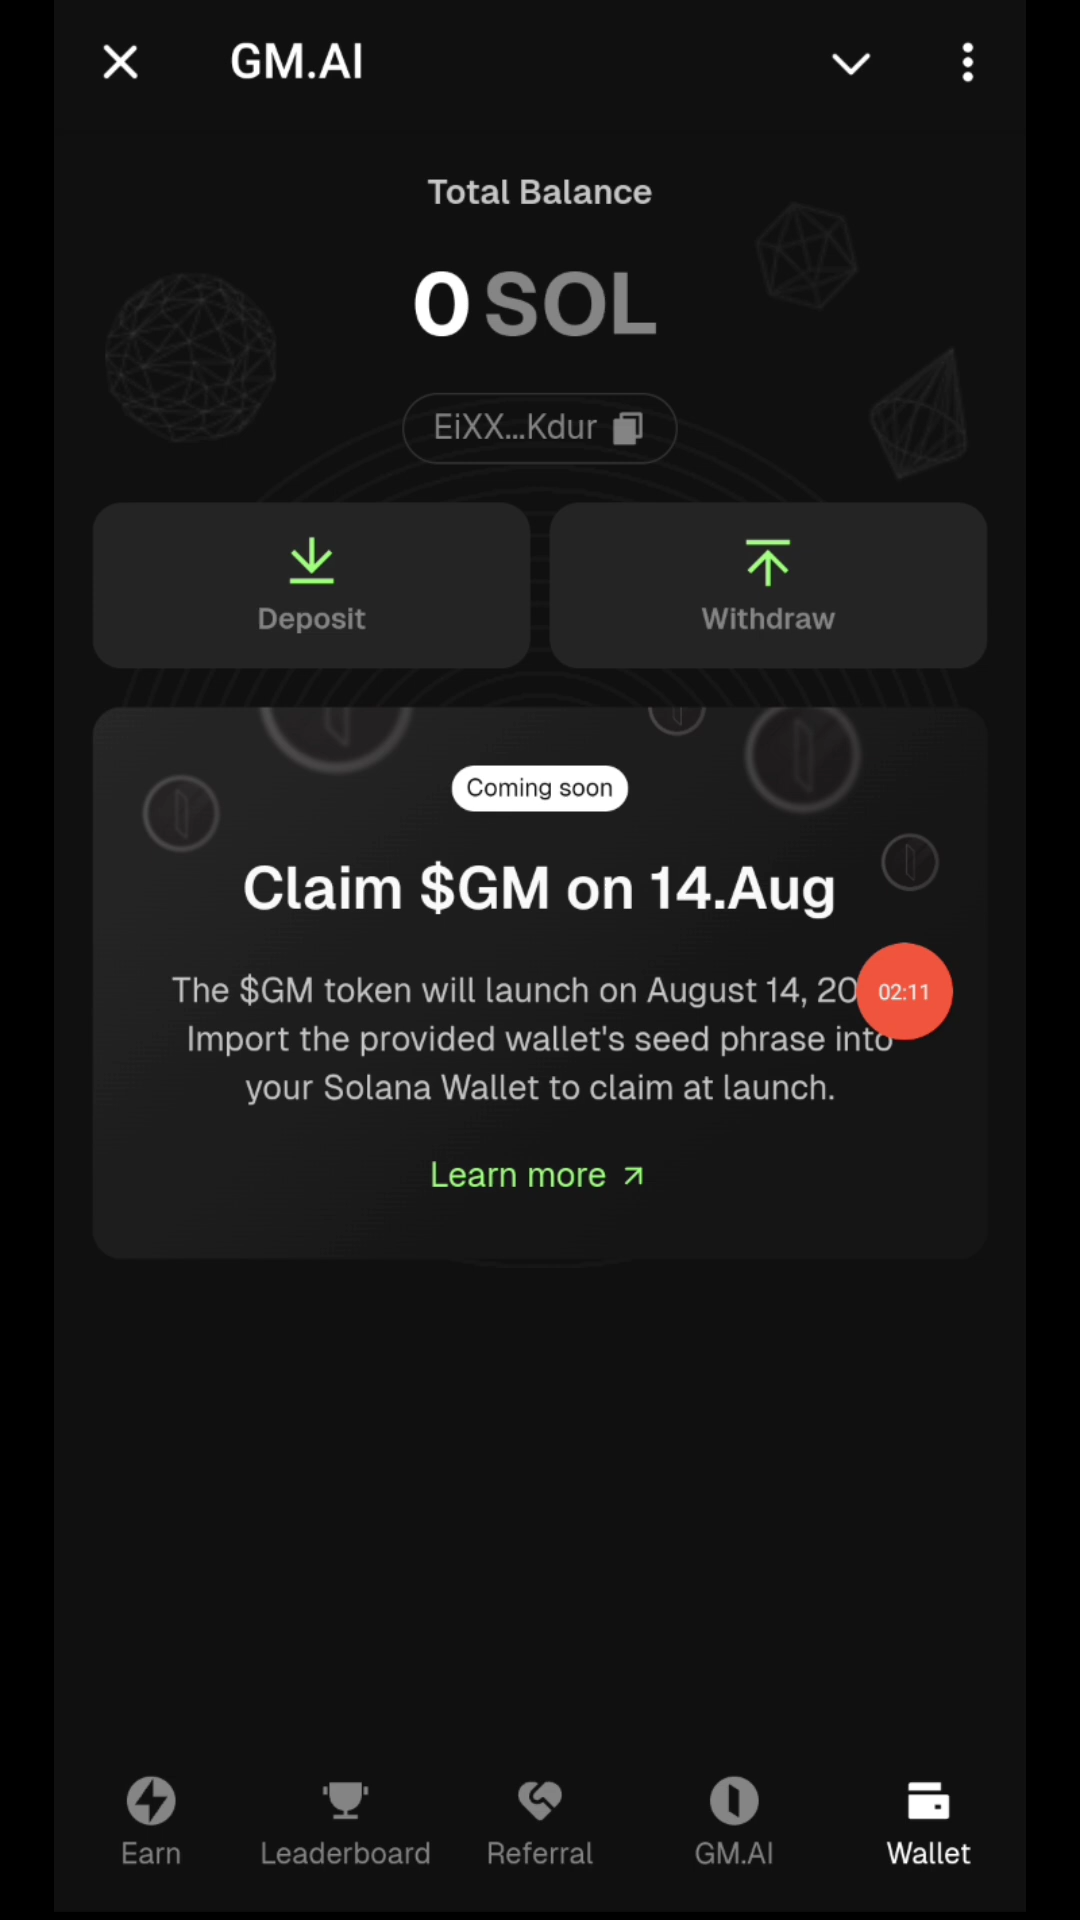 GM.AI
Total Balance
0 SOL
EiXX...Kdur
Deposit
Withdraw
Coming soon
Claim $GM on 14.Aug
The $GM token will launch on August 14, 20
02:11
Import the provided wallet's seed phrase into
your Solana Wallet to claim at launch.
Learn more
Earn
Leaderboard
Referral
GM.AI
Wallet